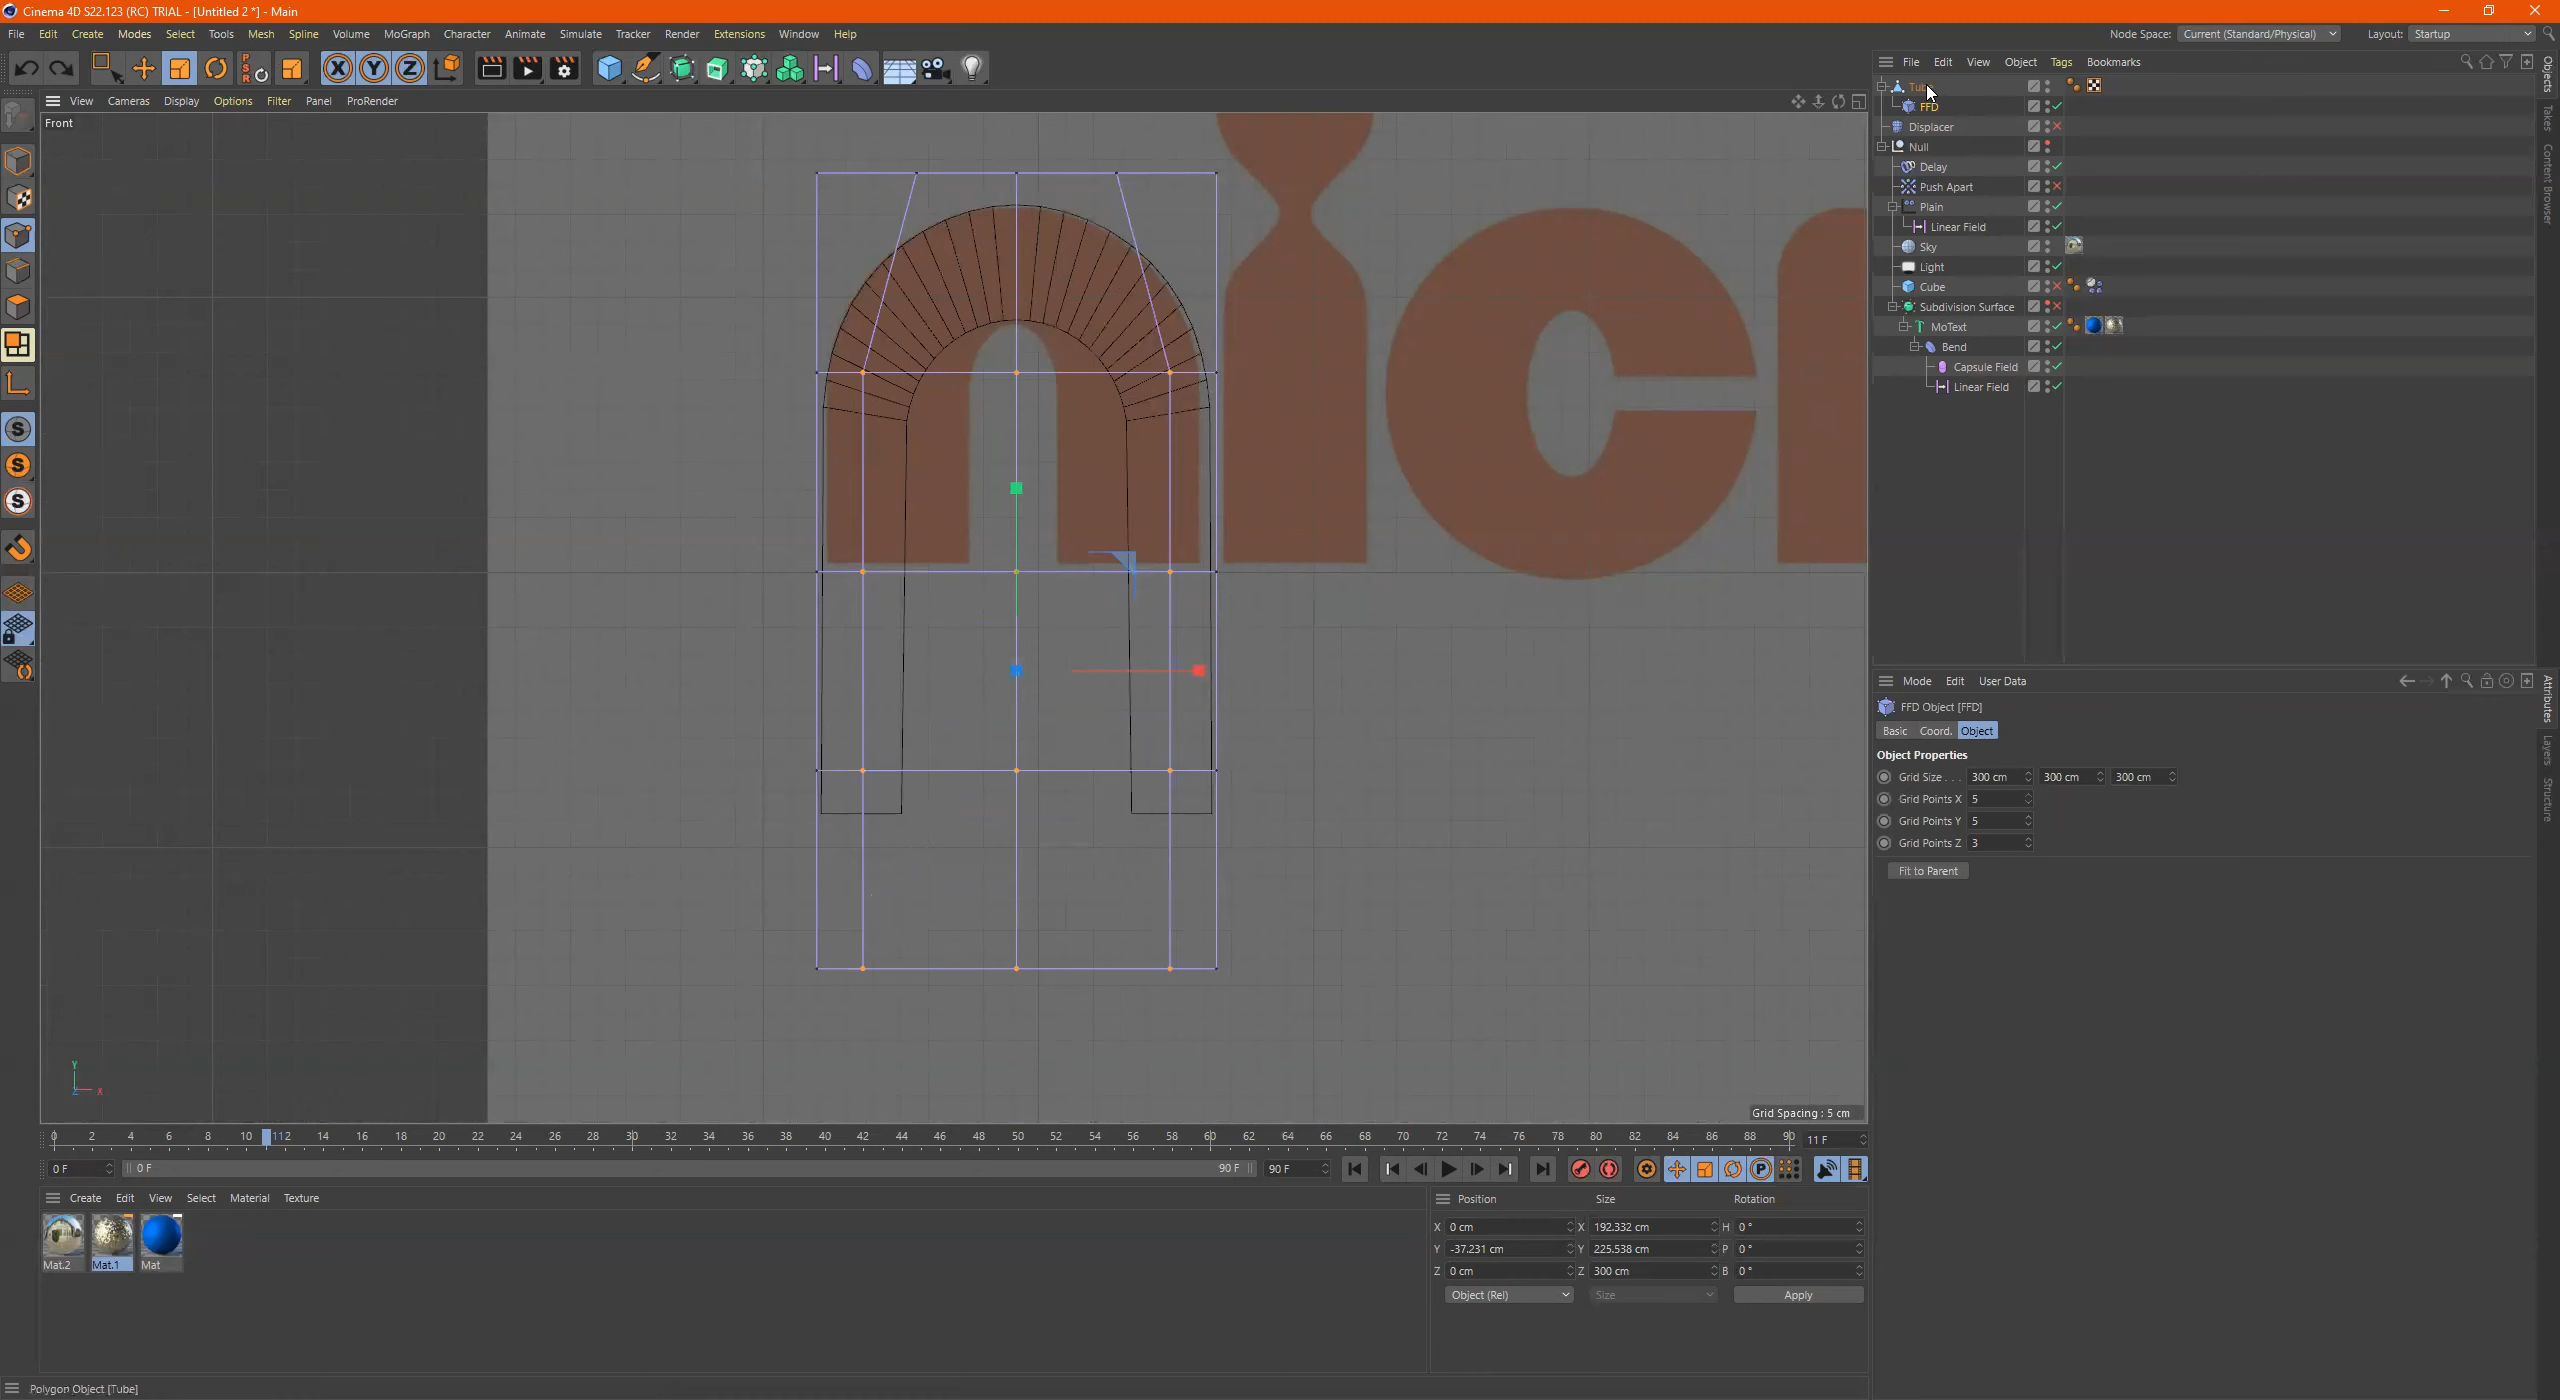 Cinema 4D S22.123 (RC) TRIAL - [Untitled 2 *] - Main
File Edit Create Modes Select Tools Mesh Spline Volume MoGraph Character Animate Simulate Tracker Render Extensions Window Help
Node Space: Current (Standard/Physical) Layout: Startup
X Y Z
P
S
R
File Edit View Object Tags Bookmarks
View Cameras Display Options Filter Panel ProRender
Front
FFD
Displacer
Null
Delay
Push Apart
Plain
Linear Field
Sky
Light
Cube
Subdivision Surface
MoText
Bend
Capsule Field
Linear Field
Objects
Takes
Content Browser
S
S
S
nic
Mode Edit User Data
FFD Object [FFD]
Basic Coord. Object
Object Properties
Grid Size . . . 300 cm 300 cm 300 cm
Grid Points X 5
Grid Points Y 5
Grid Points Z 3
Fit to Parent
Attributes
Layers
Structure
Y
Z X
Grid Spacing : 5 cm
0 2 4 6 8 10 112 14 16 18 20 22 24 26 28 30 32 34 36 38 40 42 44 46 48 50 52 54 56 58 60 62 64 66 68 70 72 74 76 78 80 82 84 86 88 90 11 F
0 F 0 F 90 F 90 F
P
Create Edit View Select Material Texture
Mat.2 Mat.1 Mat
Position Size Rotation
X 0 cm X 192.332 cm H 0 °
Y -37.231 cm Y 225.538 cm P 0 °
Z 0 cm Z 300 cm B 0 °
Object (Rel) Size Apply
Polygon Object [Tube]